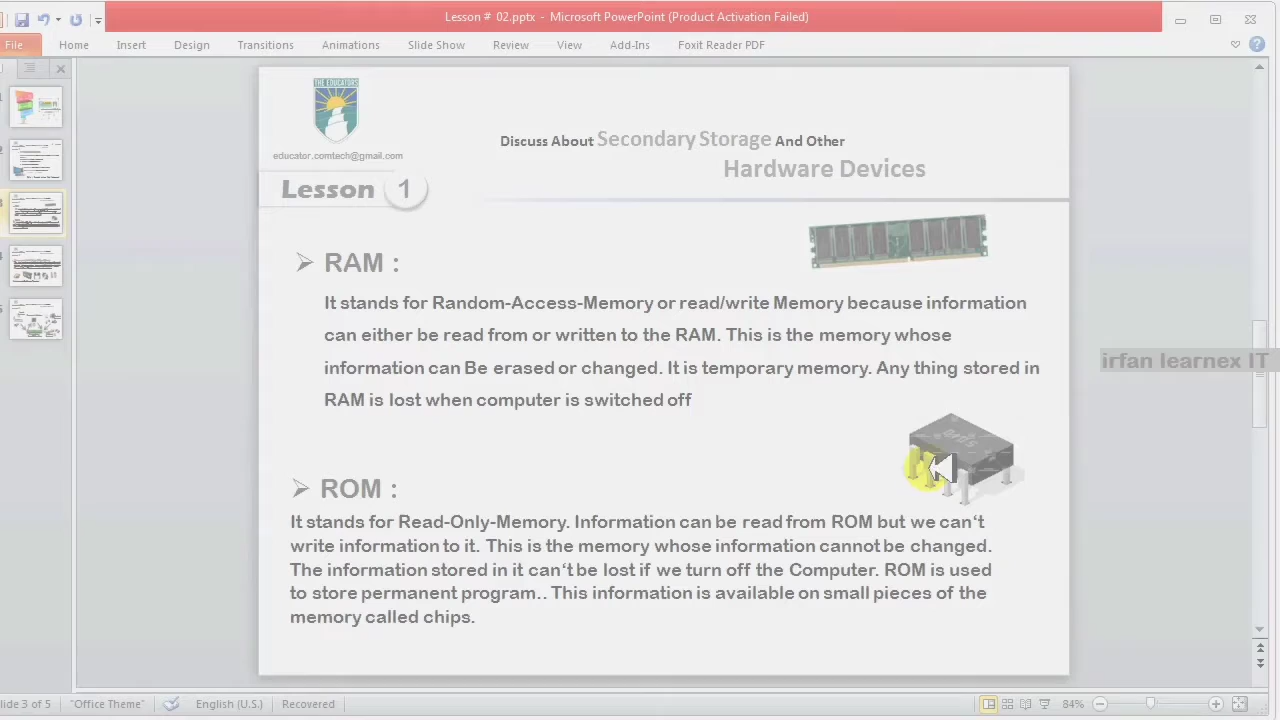 Lesson # 02.pptx - Microsoft PowerPoint (Product Activation Failed)
File Home Insert Design Transitions Animations Slide Show Review View Add-Ins Foxit Reader PDF
THE EDUCATORS
educator.comtech@gmail.com
Discuss About Secondary Storage And Other
Hardware Devices
Lesson 1
RAM :
It stands for Random-Access-Memory or read/write Memory because information
can either be read from or written to the RAM. This is the memory whose
information can Be erased or changed. It is temporary memory. Any thing stored in
RAM is lost when computer is switched off
irfan learnex IT
ROM :
It stands for Read-Only-Memory. Information can be read from ROM but we can‘t
write information to it. This is the memory whose information cannot be changed.
The information stored in it can‘t be lost if we turn off the Computer. ROM is used
to store permanent program.. This information is available on small pieces of the
memory called chips.
lide 3 of 5 "Office Theme" English (U.S.) Recovered 84%